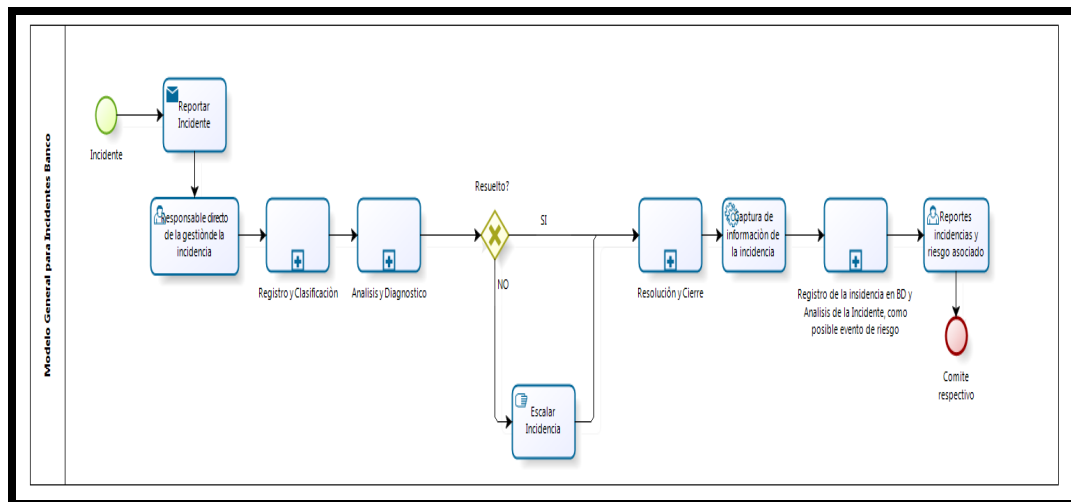 Modelo General para Incidentes Banco
Incidente
Reportar
Incidente
Responsable directo
de la gestiònde la
incidencia
Registro y Clasificaciòn
Analisis y Diagnostico
Resuelto?
SI
NO
Escalar
Incidencia
Resolución y Cierre
Captura de
información de
la incidencia
Registro de la insidencia en BD y
Analisis de la Incidente, como
posible evento de riesgo
Reportes
incidencias y
riesgo asociado
Comite
respectivo